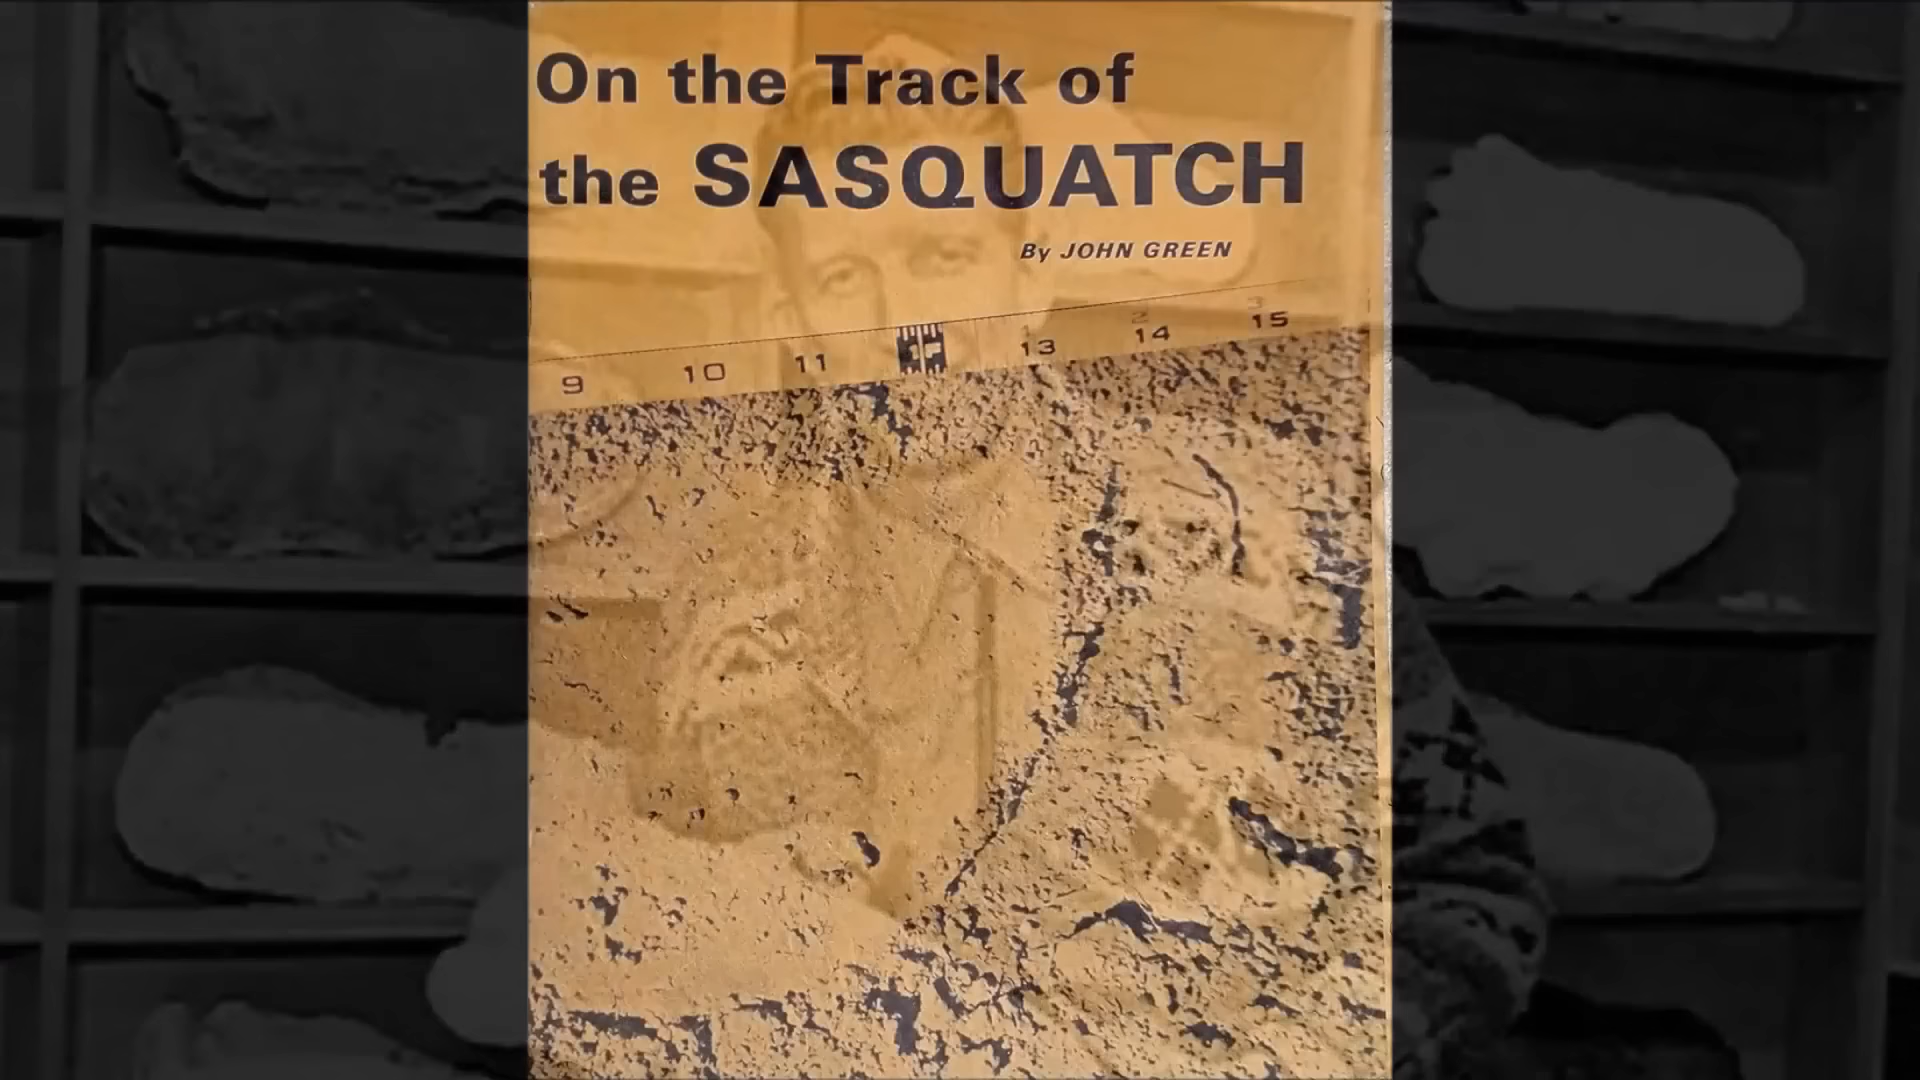 On the Track of
the SASQUATCH
By JOHN GREEN
9 10 11 13 14 15